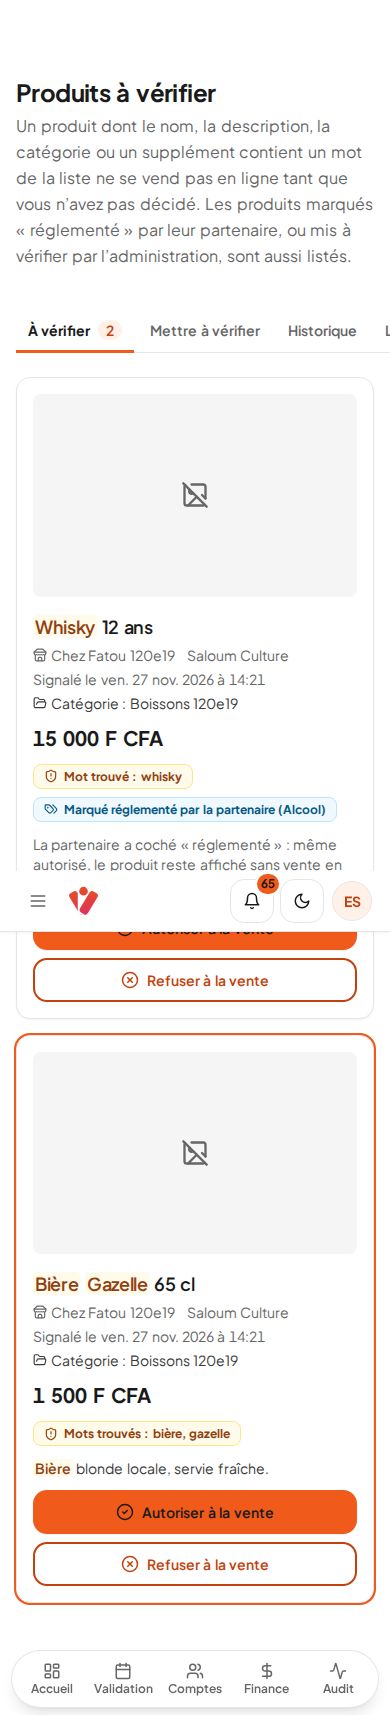 Produits à vérifier
Un produit dont le nom, la description, la
catégorie ou un supplément contient un mot
de la liste ne se vend pas en ligne tant que
vous n’avez pas décidé. Les produits marqués
« réglementé » par leur partenaire, ou mis à
vérifier par l’administration, sont aussi listés.
À vérifier 2 Mettre à vérifier Historique
Whisky 12 ans
Chez Fatou 120e19 Saloum Culture
Signalé le ven. 27 nov. 2026 à 14:21
Catégorie : Boissons 120e19
15 000 F CFA
Mot trouvé : whisky
Marqué réglementé par la partenaire (Alcool)
La partenaire a coché « réglementé » : même
autorisé, le produit reste affiché sans vente en
65
ES
Autoriser à la vente
Refuser à la vente
Bière Gazelle 65 cl
Chez Fatou 120e19 Saloum Culture
Signalé le ven. 27 nov. 2026 à 14:21
Catégorie : Boissons 120e19
1 500 F CFA
Mots trouvés : bière, gazelle
Bière blonde locale, servie fraîche.
Autoriser à la vente
Refuser à la vente
Accueil Validation Comptes Finance Audit